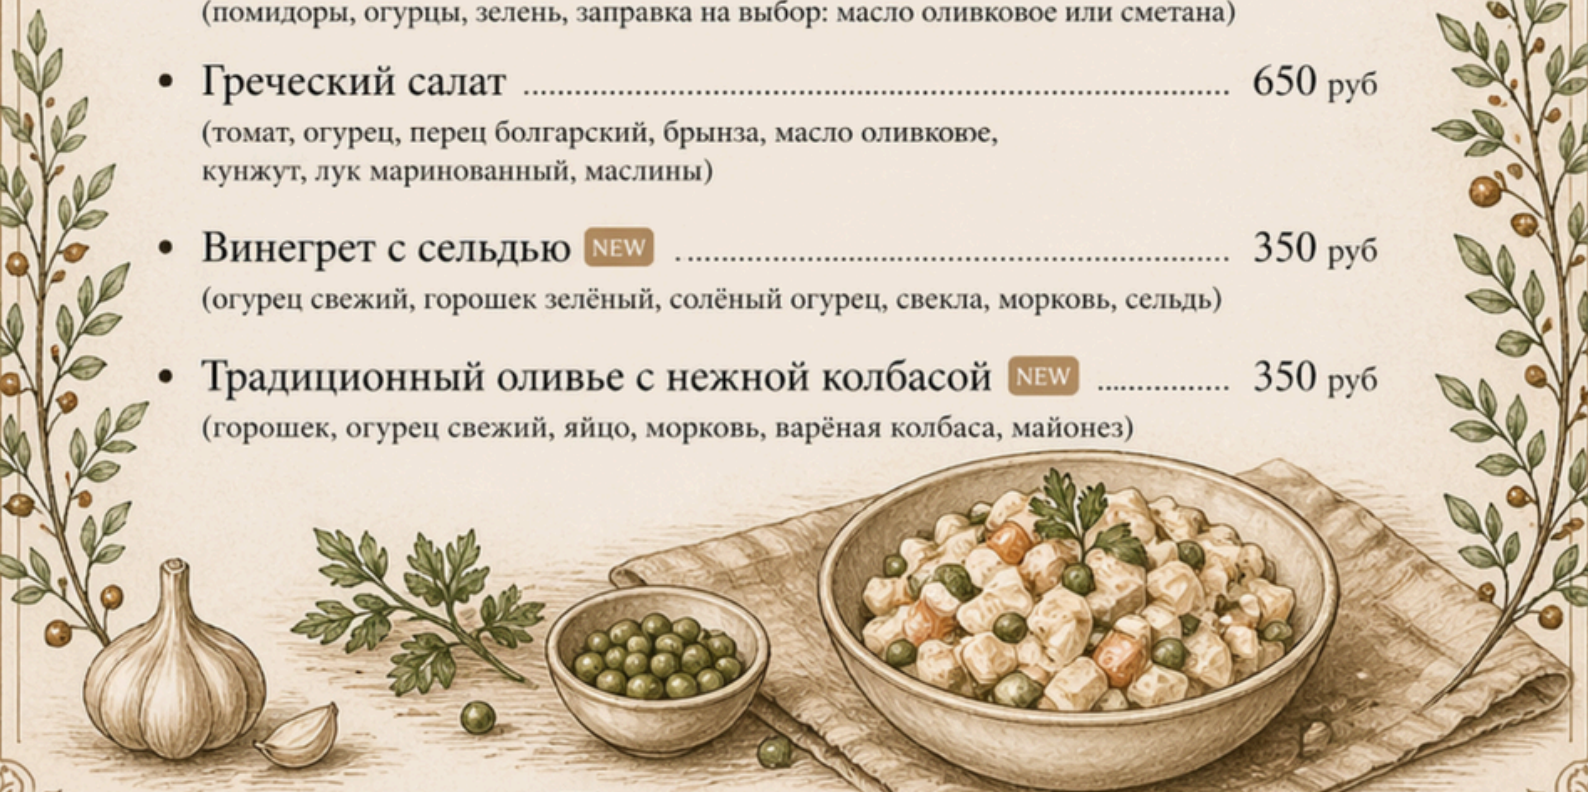 (помидоры, огурцы, зелень, заправка на выбор: масло оливковое или сметана)
• Греческий салат ........................ 650 руб
(томат, огурец, перец болгарский, брынза, масло оливковое,
кунжут, лук маринованный, маслины)
• Винегрет с сельдью NEW ........................ 350 руб
(огурец свежий, горошек зелёный, солёный огурец, свекла, морковь, сельдь)
• Традиционный оливье с нежной колбасой NEW ............... 350 руб
(горошек, огурец свежий, яйцо, морковь, варёная колбаса, майонез)